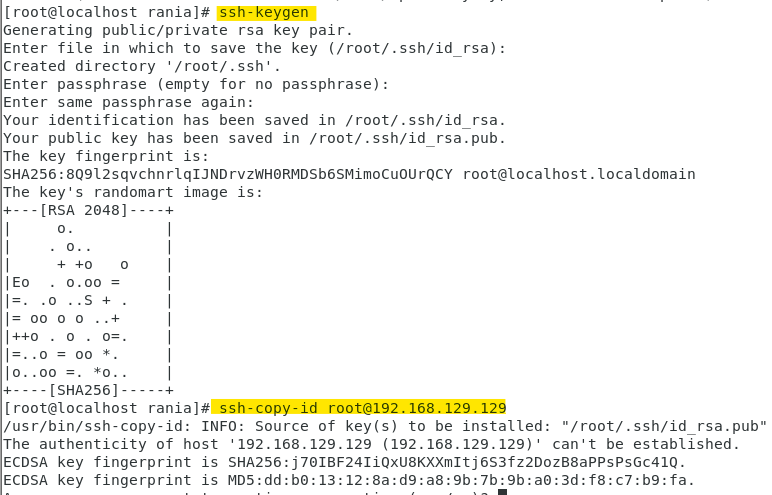 [root@localhost rania]# ssh-keygen
Generating public/private rsa key pair.
Enter file in which to save the key (/root/.ssh/id_rsa):
Created directory '/root/.ssh'.
Enter passphrase (empty for no passphrase):
Enter same passphrase again:
Your identification has been saved in /root/.ssh/id_rsa.
Your public key has been saved in /root/.ssh/id_rsa.pub.
The key fingerprint is:
SHA256:8Q9l2sqvchnrlqIJNDrvzWH0RMDSb6SMimoCuOUrQCY root@localhost.localdomain
The key's randomart image is:
+---[RSA 2048]----+
|     o.          |
|    . o..        |
|     + +o   o    |
|Eo  . o.oo =     |
|=. .o ..S + .    |
|= oo o o ..+     |
|++o . o . o=.    |
|=..o = oo *.     |
|o..oo =. *o..    |
+----[SHA256]-----+
[root@localhost rania]# ssh-copy-id root@192.168.129.129
/usr/bin/ssh-copy-id: INFO: Source of key(s) to be installed: "/root/.ssh/id_rsa.pub"
The authenticity of host '192.168.129.129 (192.168.129.129)' can't be established.
ECDSA key fingerprint is SHA256:j70IBF24IiQxU8KXXmItj6S3fz2DozB8aPPsPsGc41Q.
ECDSA key fingerprint is MD5:dd:b0:13:12:8a:d9:a8:9b:7b:9b:a0:3d:f8:c7:b9:fa.